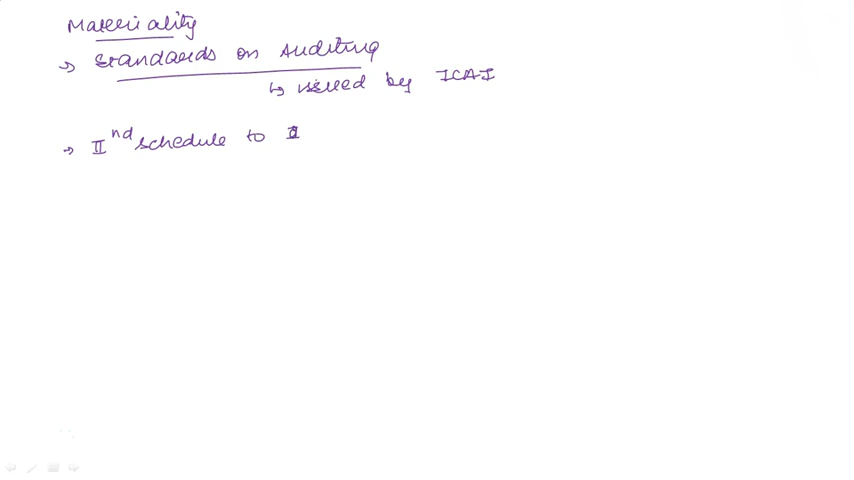 Materiality
→ Standards on Auditing
↳ issued by ICAI
→ IInd schedule to